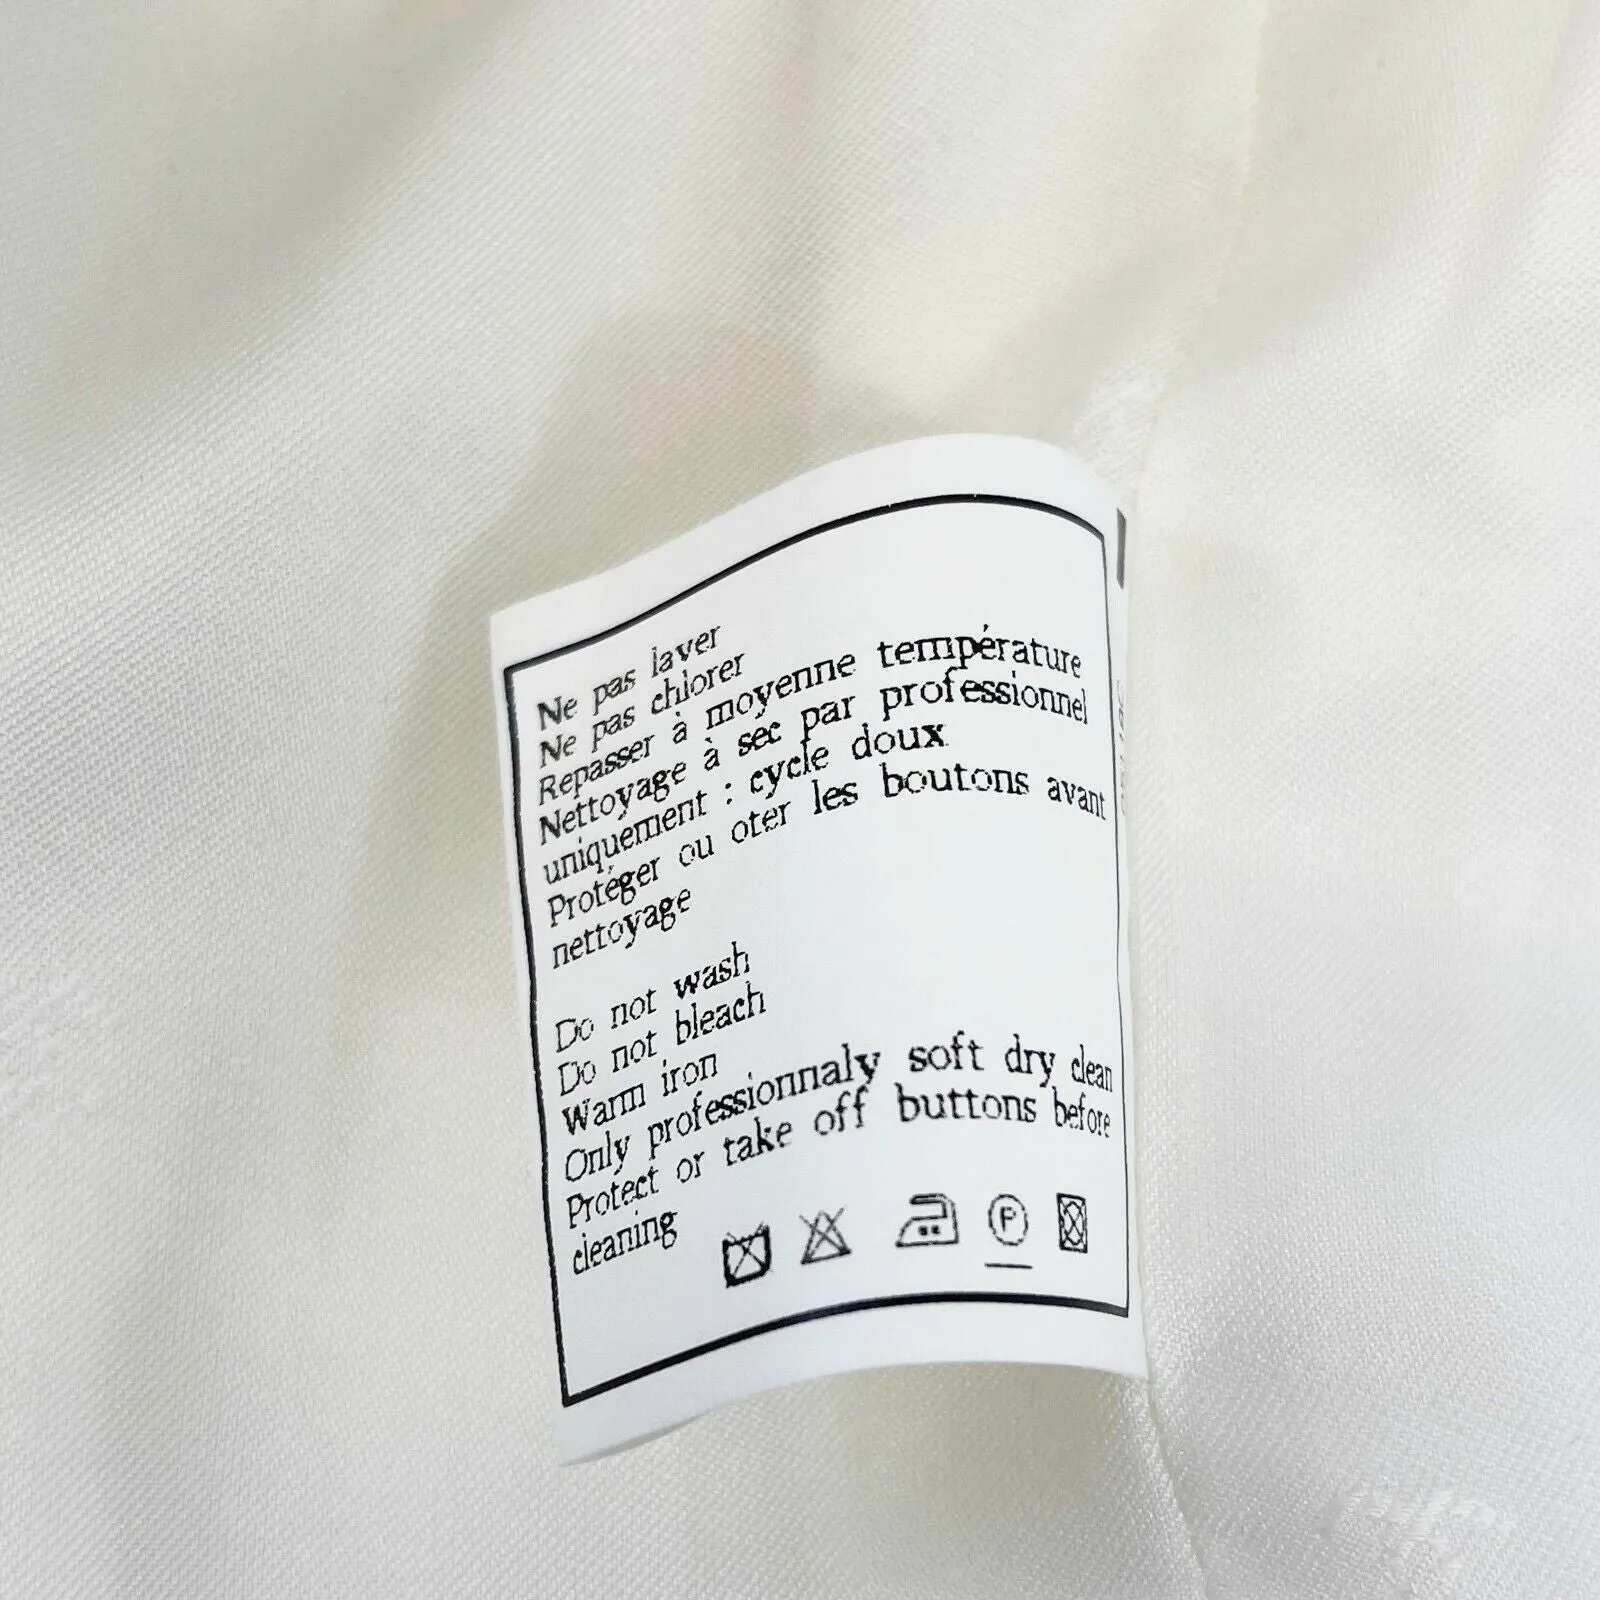 Ne pas laver
Ne pas chlorer
Repasser à moyenne température
Nettoyage à sec par professionnel
uniquement : cycle doux
Protéger ou oter les boutons avant
nettoyage
Do not wash
Do not bleach
Warm iron
Only professionnaly soft dry clean
Protect or take off buttons before
cleaning
P